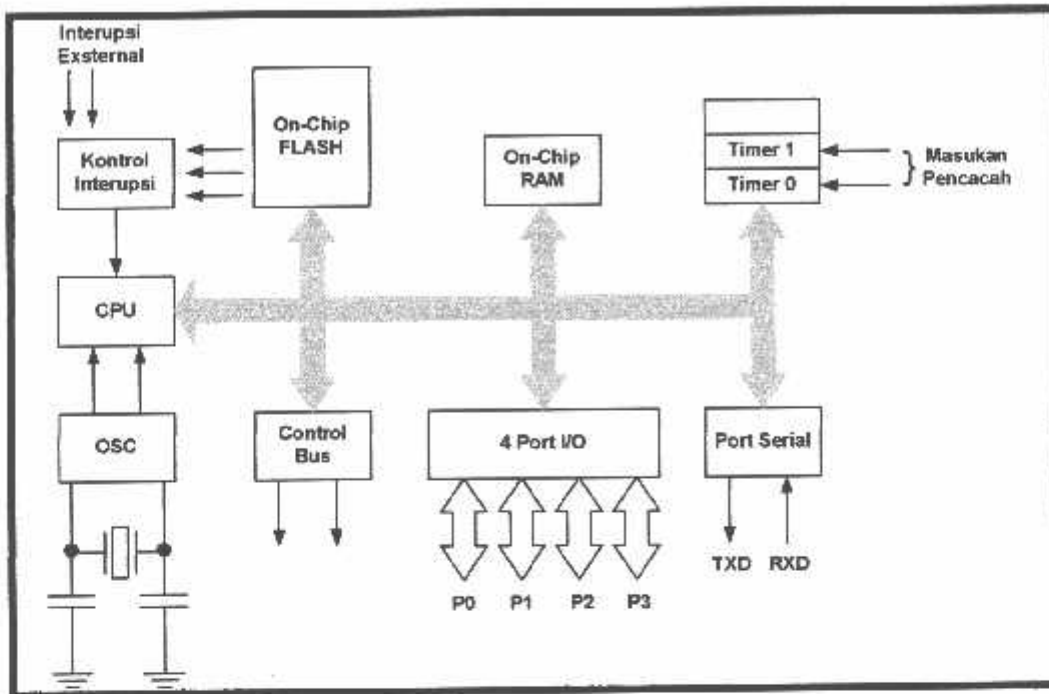 Interupsi
Exsternal
On-Chip
FLASH
Kontrol
Interupsi
On-Chip
RAM
Timer 1
Timer 0
Masukan
Pencacah
CPU
OSC
Control
Bus
4 Port I/O
Port Serial
TXD RXD
P0 P1 P2 P3